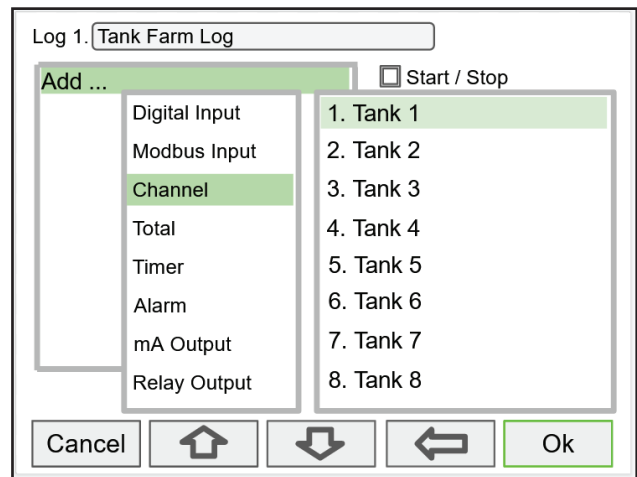 Log 1. Tank Farm Log
Add ...
Start / Stop
Digital Input
Modbus Input
Channel
Total
Timer
Alarm
mA Output
Relay Output
1. Tank 1
2. Tank 2
3. Tank 3
4. Tank 4
5. Tank 5
6. Tank 6
7. Tank 7
8. Tank 8
Cancel
Ok